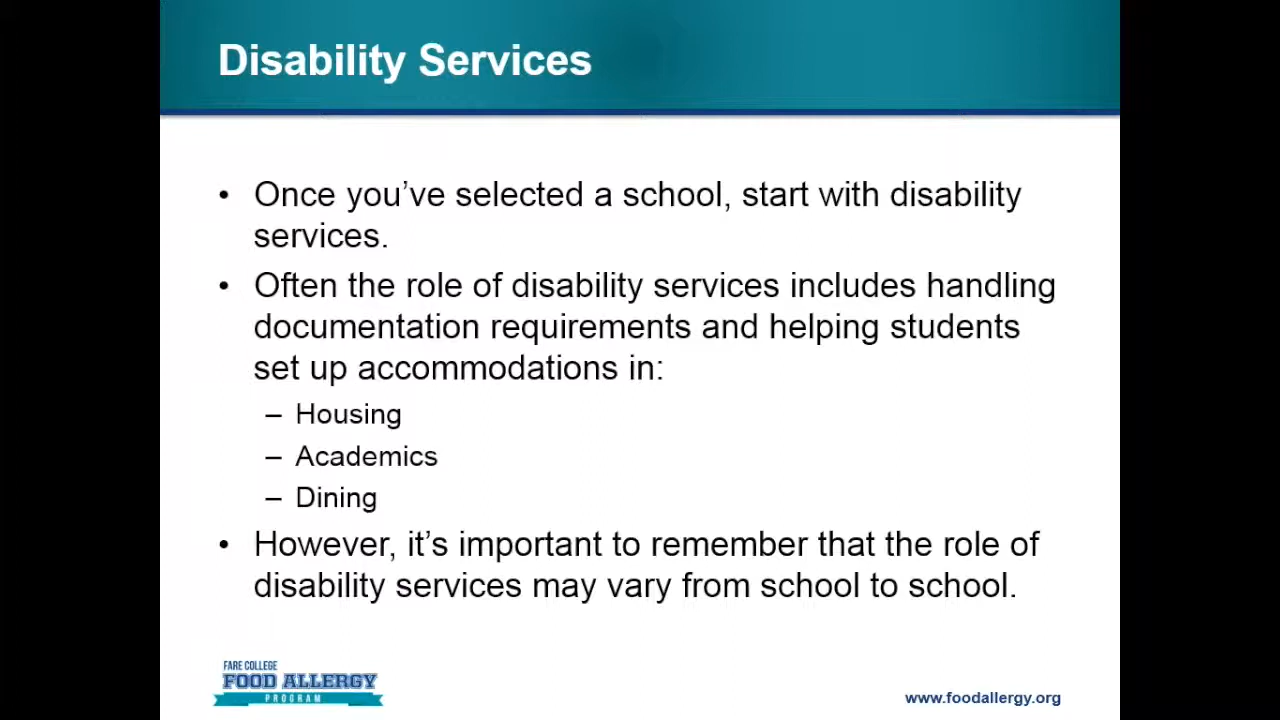 Disability Services
• Once you’ve selected a school, start with disability
services.
• Often the role of disability services includes handling
documentation requirements and helping students
set up accommodations in:
– Housing
– Academics
– Dining
• However, it’s important to remember that the role of
disability services may vary from school to school.
FARE COLLEGE
FOOD ALLERGY
PROGRAM
www.foodallergy.org